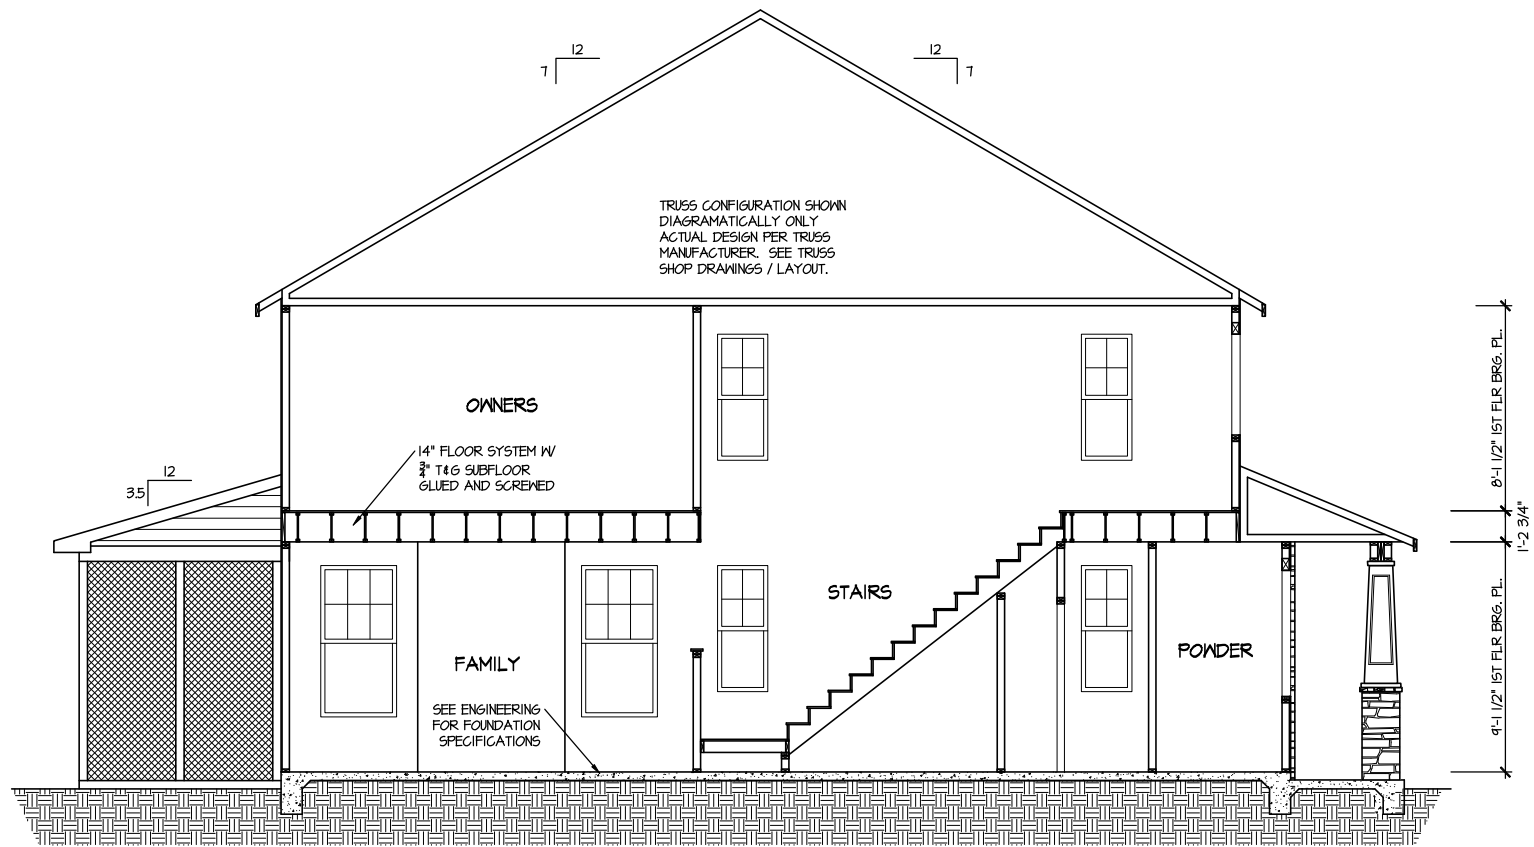 12
7
12
7
TRUSS CONFIGURATION SHOWN
DIAGRAMATICALLY ONLY
ACTUAL DESIGN PER TRUSS
MANUFACTURER. SEE TRUSS
SHOP DRAWINGS / LAYOUT.
OWNERS
14" FLOOR SYSTEM W/
3/4" T&G SUBFLOOR
GLUED AND SCREWED
12
3.5
8'-1 1/2" 1ST FLR BRG. PL.
1'-2 3/4"
9'-1 1/2" 1ST FLR BRG. PL.
STAIRS
FAMILY
POWDER
SEE ENGINEERING
FOR FOUNDATION
SPECIFICATIONS